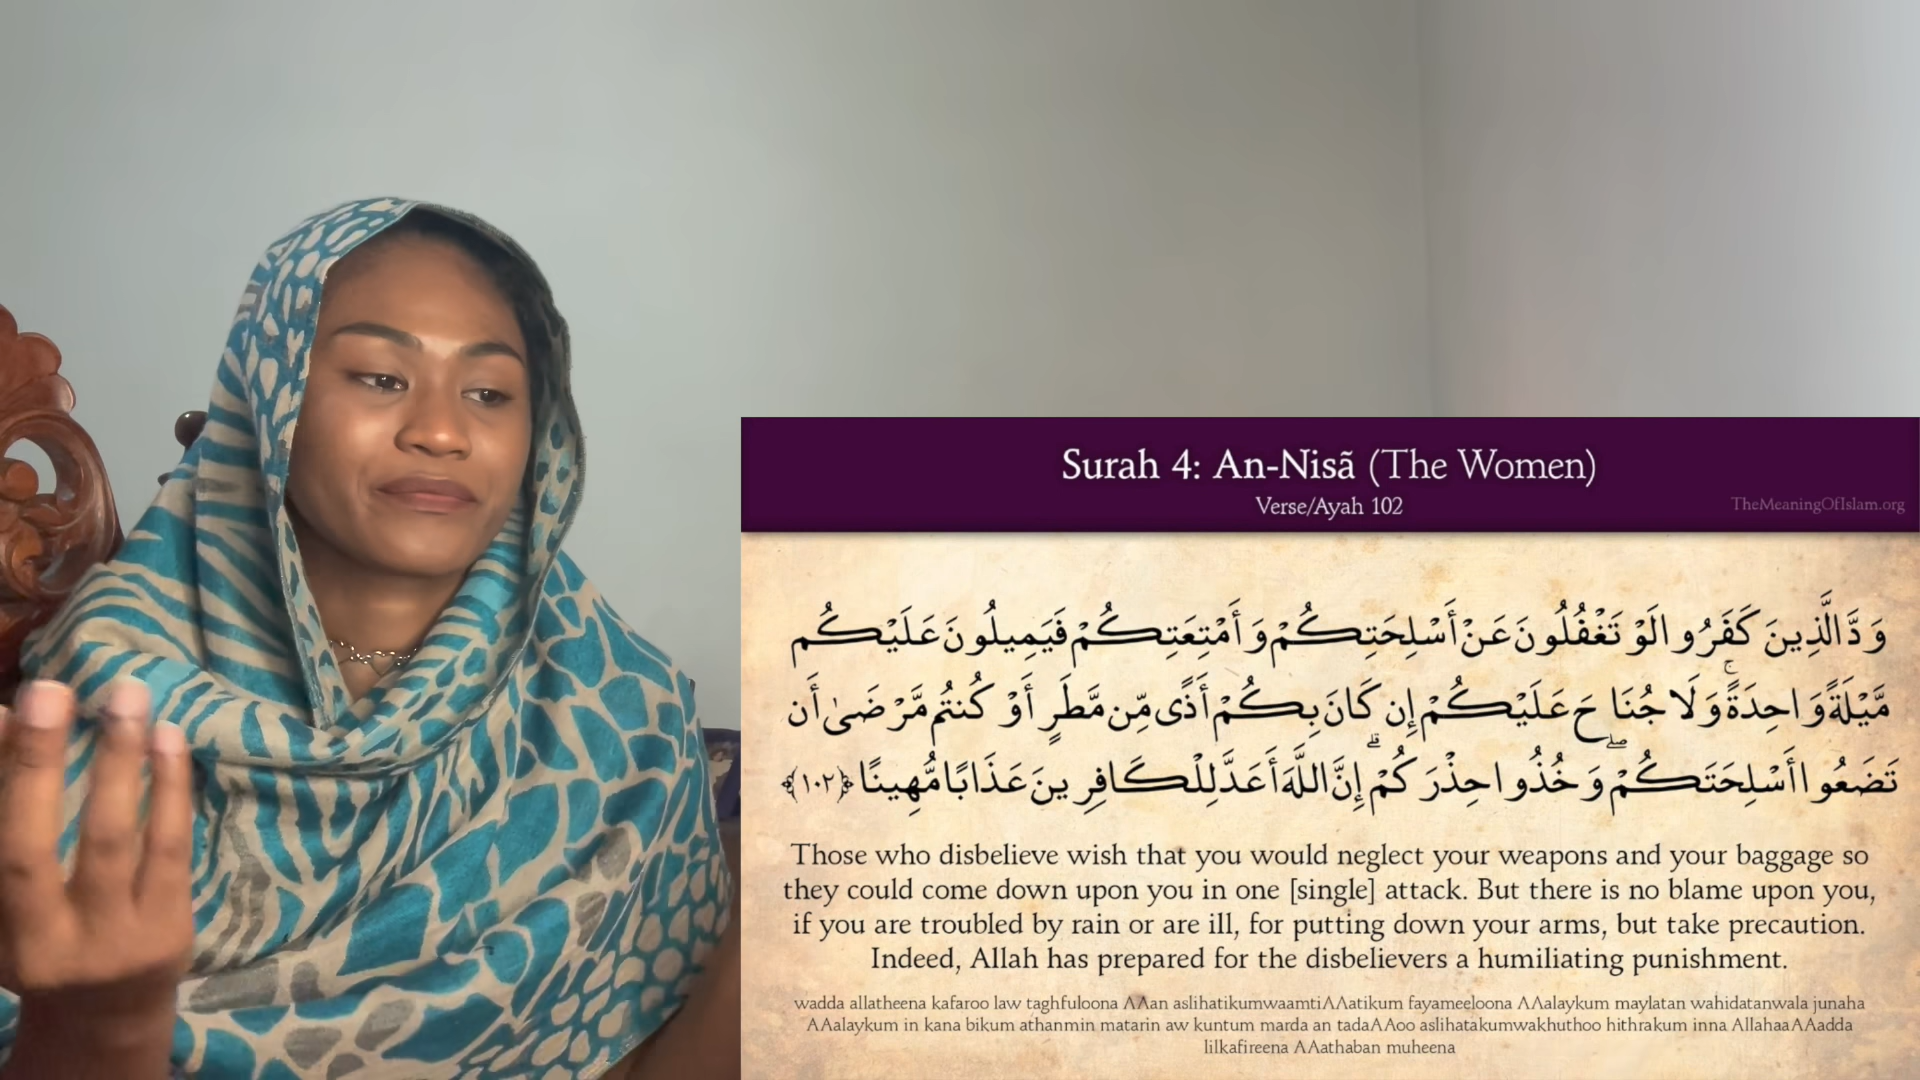 Surah 4: An-Nisã (The Women)
Verse/Ayah 102
TheMeaningOfIslam.org
وَدَّ الَّذِينَ كَفَرُوا لَوْ تَغْفُلُونَ عَنْ أَسْلِحَتِكُمْ وَأَمْتِعَتِكُمْ فَيَمِيلُونَ عَلَيْكُم
مَّيْلَةً وَاحِدَةً ۚ وَلَا جُنَاحَ عَلَيْكُمْ إِن كَانَ بِكُمْ أَذًى مِّن مَّطَرٍ أَوْ كُنتُم مَّرْضَىٰ أَن
تَضَعُوا أَسْلِحَتَكُمْ ۖ وَخُذُوا حِذْرَكُمْ ۗ إِنَّ اللَّهَ أَعَدَّ لِلْكَافِرِينَ عَذَابًا مُّهِينًا ﴿١٠٢﴾
Those who disbelieve wish that you would neglect your weapons and your baggage so
they could come down upon you in one [single] attack. But there is no blame upon you,
if you are troubled by rain or are ill, for putting down your arms, but take precaution.
Indeed, Allah has prepared for the disbelievers a humiliating punishment.
wadda allatheena kafaroo law taghfuloona AAan aslihatikumwaamtiAAatikum fayameeloona AAalaykum maylatan wahidatanwala junaha
AAalaykum in kana bikum athanmin matarin aw kuntum marda an tadaAAoo aslihatakumwakhuthoo hithrakum inna AllahaaAAadda
lilkafireena AAathaban muheena